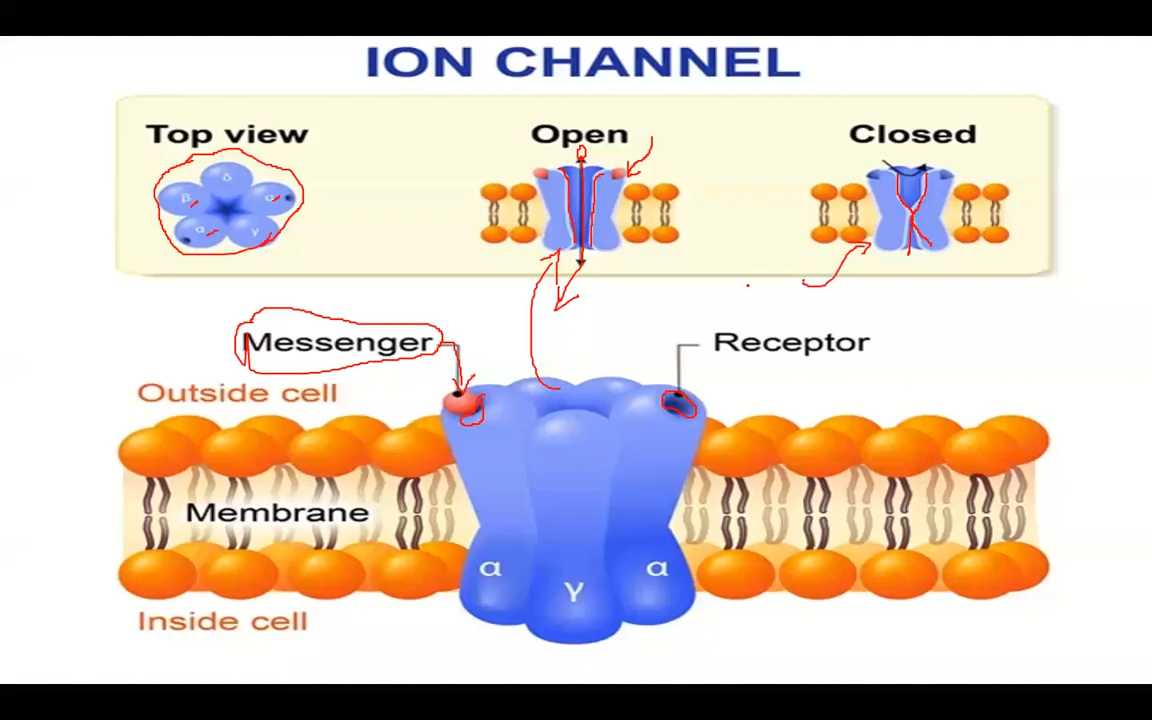 ION CHANNEL
Top view
Open
Closed
δ
β
α
α
γ
Messenger
Receptor
Outside cell
Membrane
α
γ
α
Inside cell